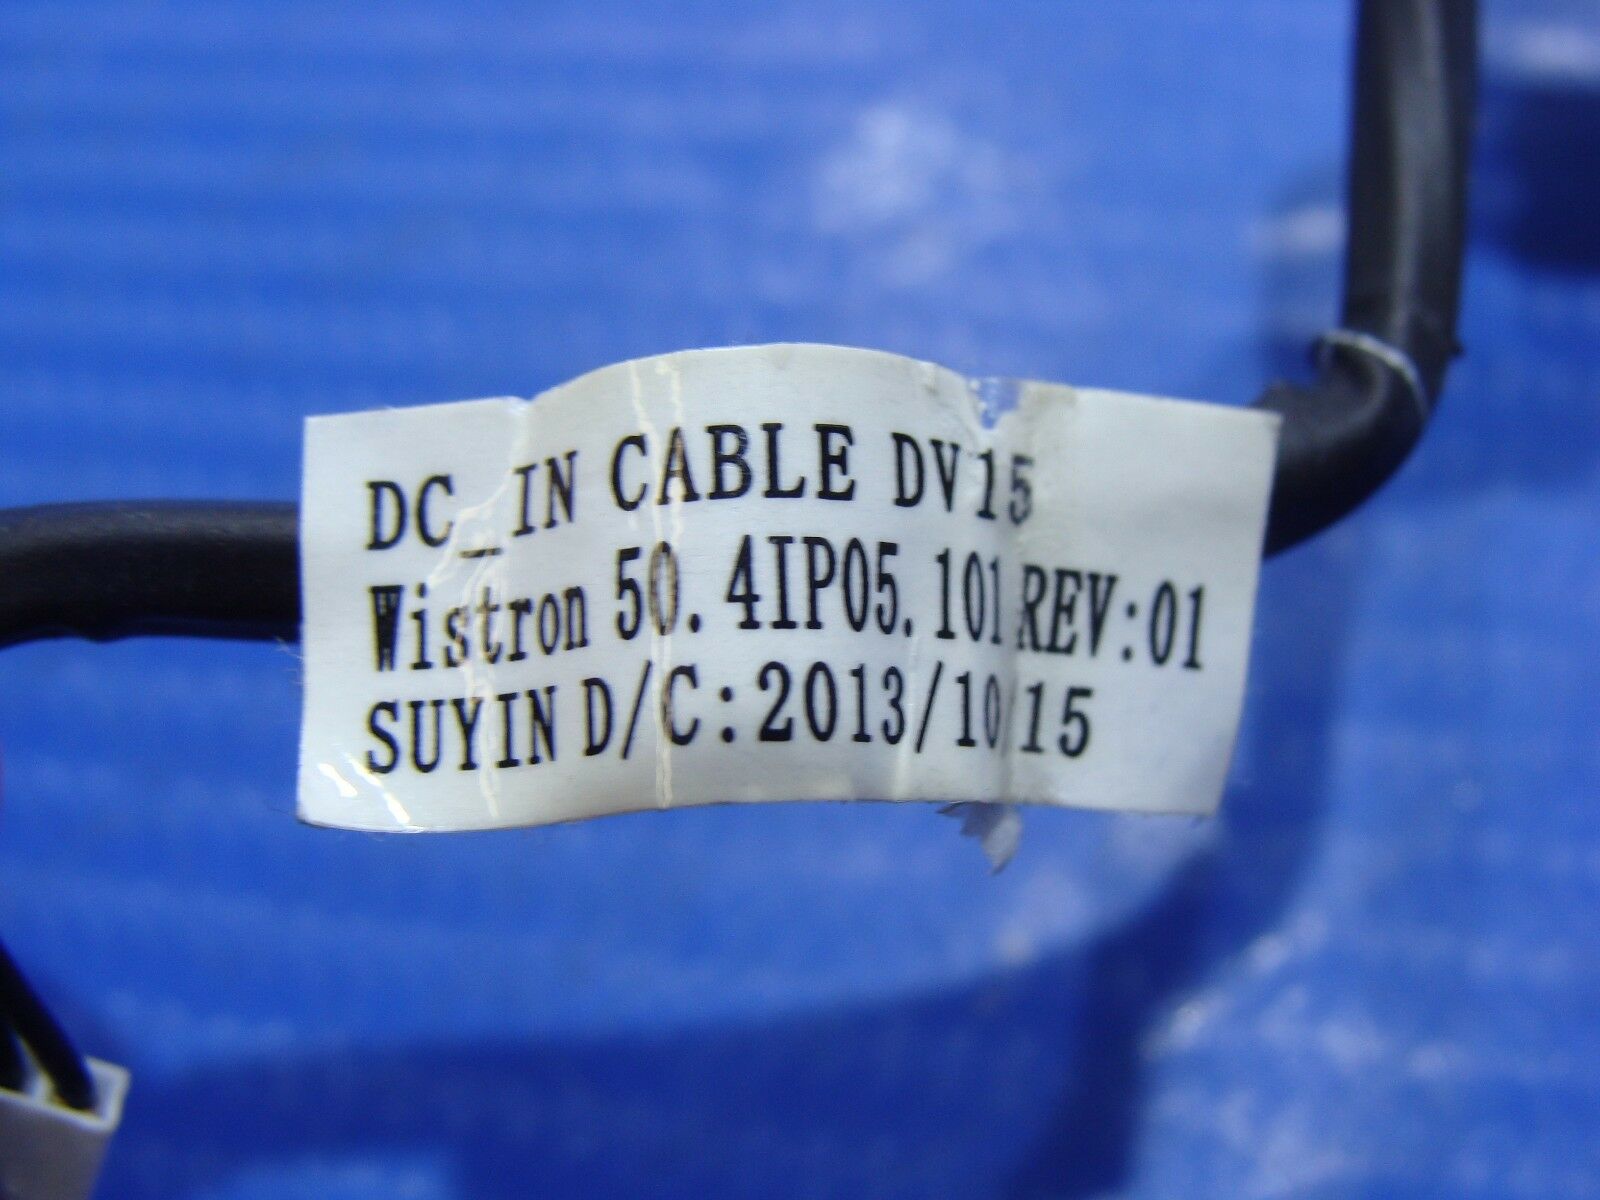 DC_IN CABLE DV15
Wistron 50.4IP05.101 REV:01
SUYIN D/C:2013/10/15